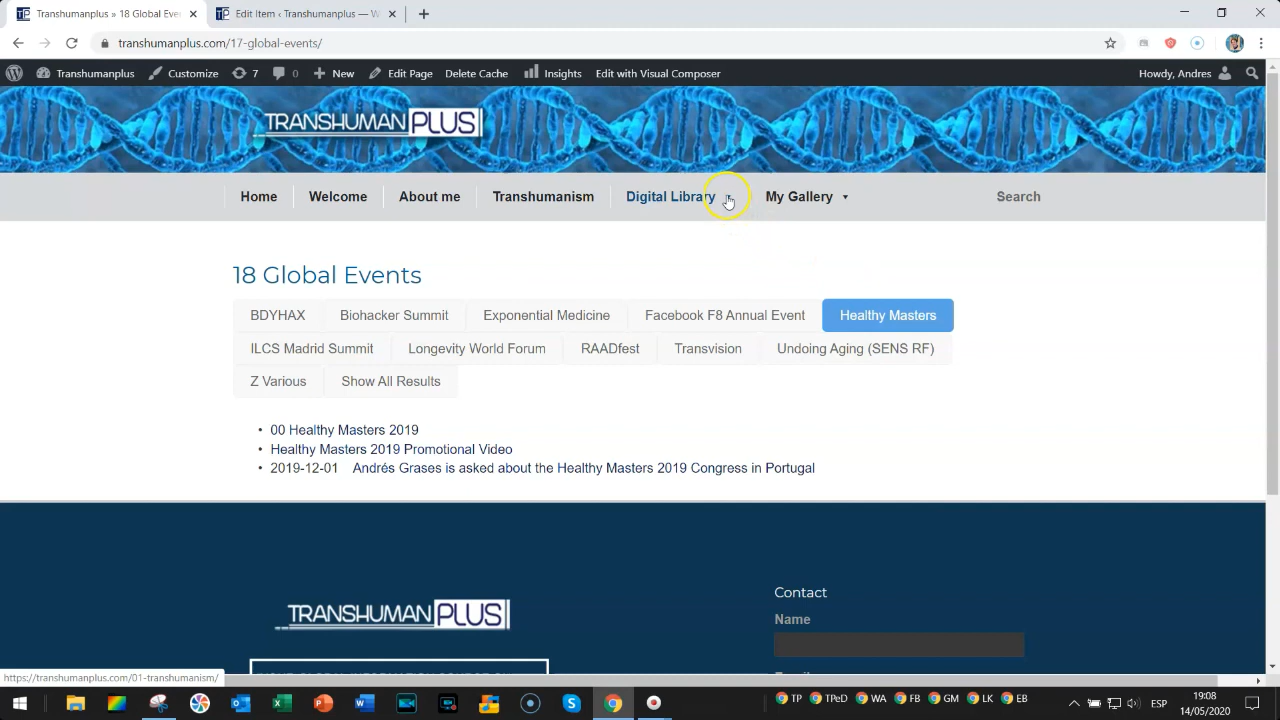 Transhumanplus » 18 Global Eve
Edit Item ‹ Transhumanplus — W
transhumanplus.com/17-global-events/
Transhumanplus Customize 7 0 New Edit Page Delete Cache Insights Edit with Visual Composer Howdy, Andres
TRANSHUMAN PLUS
Home Welcome About me Transhumanism Digital Library My Gallery Search
18 Global Events
BDYHAX Biohacker Summit Exponential Medicine Facebook F8 Annual Event Healthy Masters
ILCS Madrid Summit Longevity World Forum RAADfest Transvision Undoing Aging (SENS RF)
Z Various Show All Results
• 00 Healthy Masters 2019
• Healthy Masters 2019 Promotional Video
• 2019-12-01 Andrés Grases is asked about the Healthy Masters 2019 Congress in Portugal
TRANSHUMAN PLUS
Contact
Name
https://transhumanplus.com/01-transhumanism/
TP TPeD WA FB GM LK EB ESP 19:08
14/05/2020